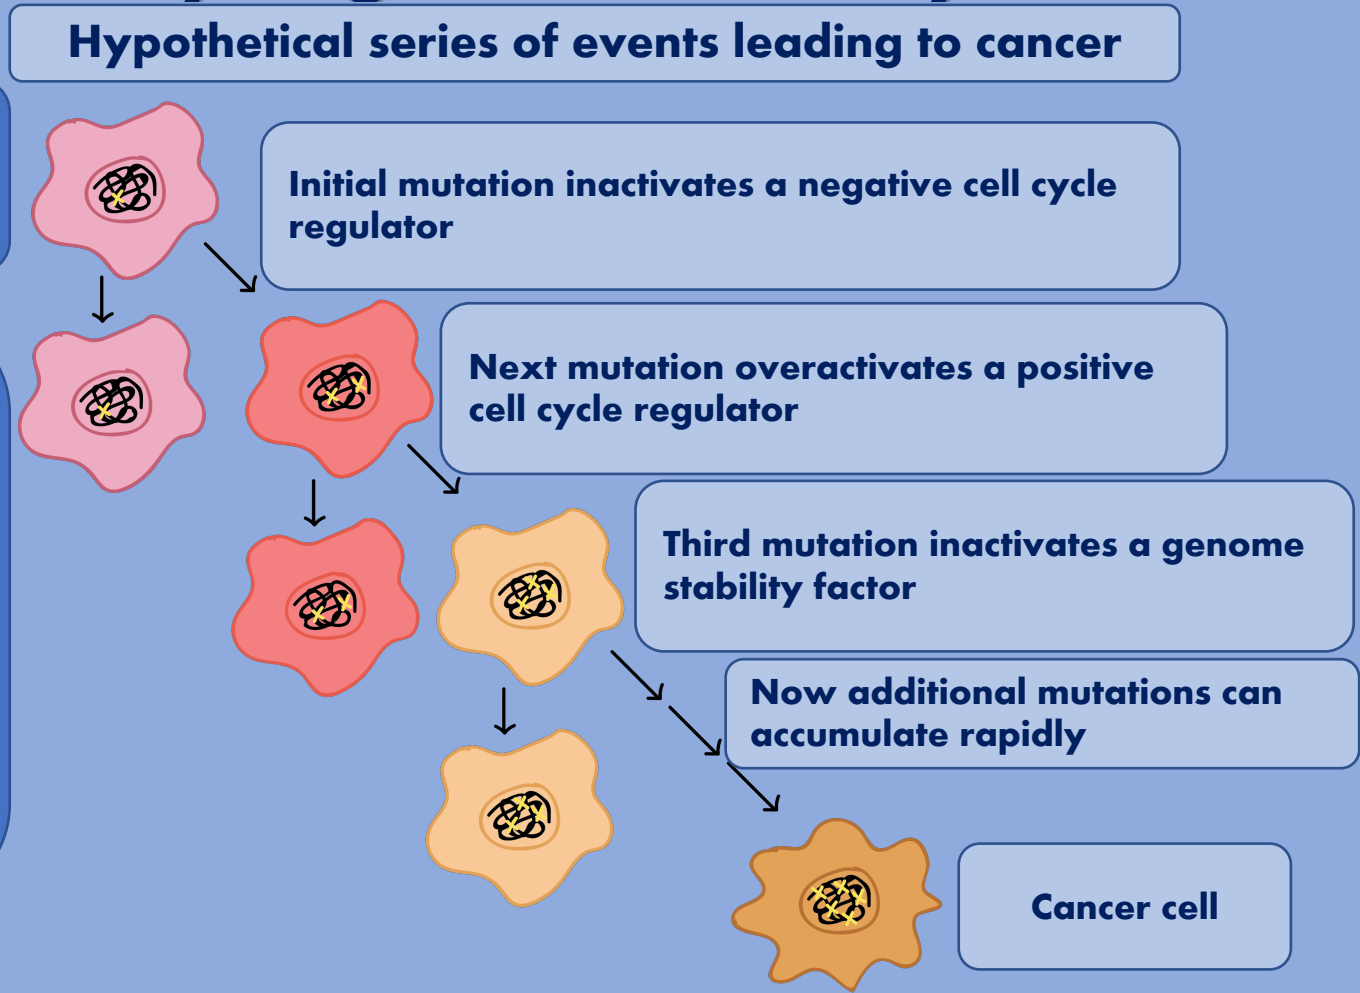 Hypothetical series of events leading to cancer
Initial mutation inactivates a negative cell cycle
regulator
Next mutation overactivates a positive
cell cycle regulator
Third mutation inactivates a genome
stability factor
Now additional mutations can
accumulate rapidly
Cancer cell